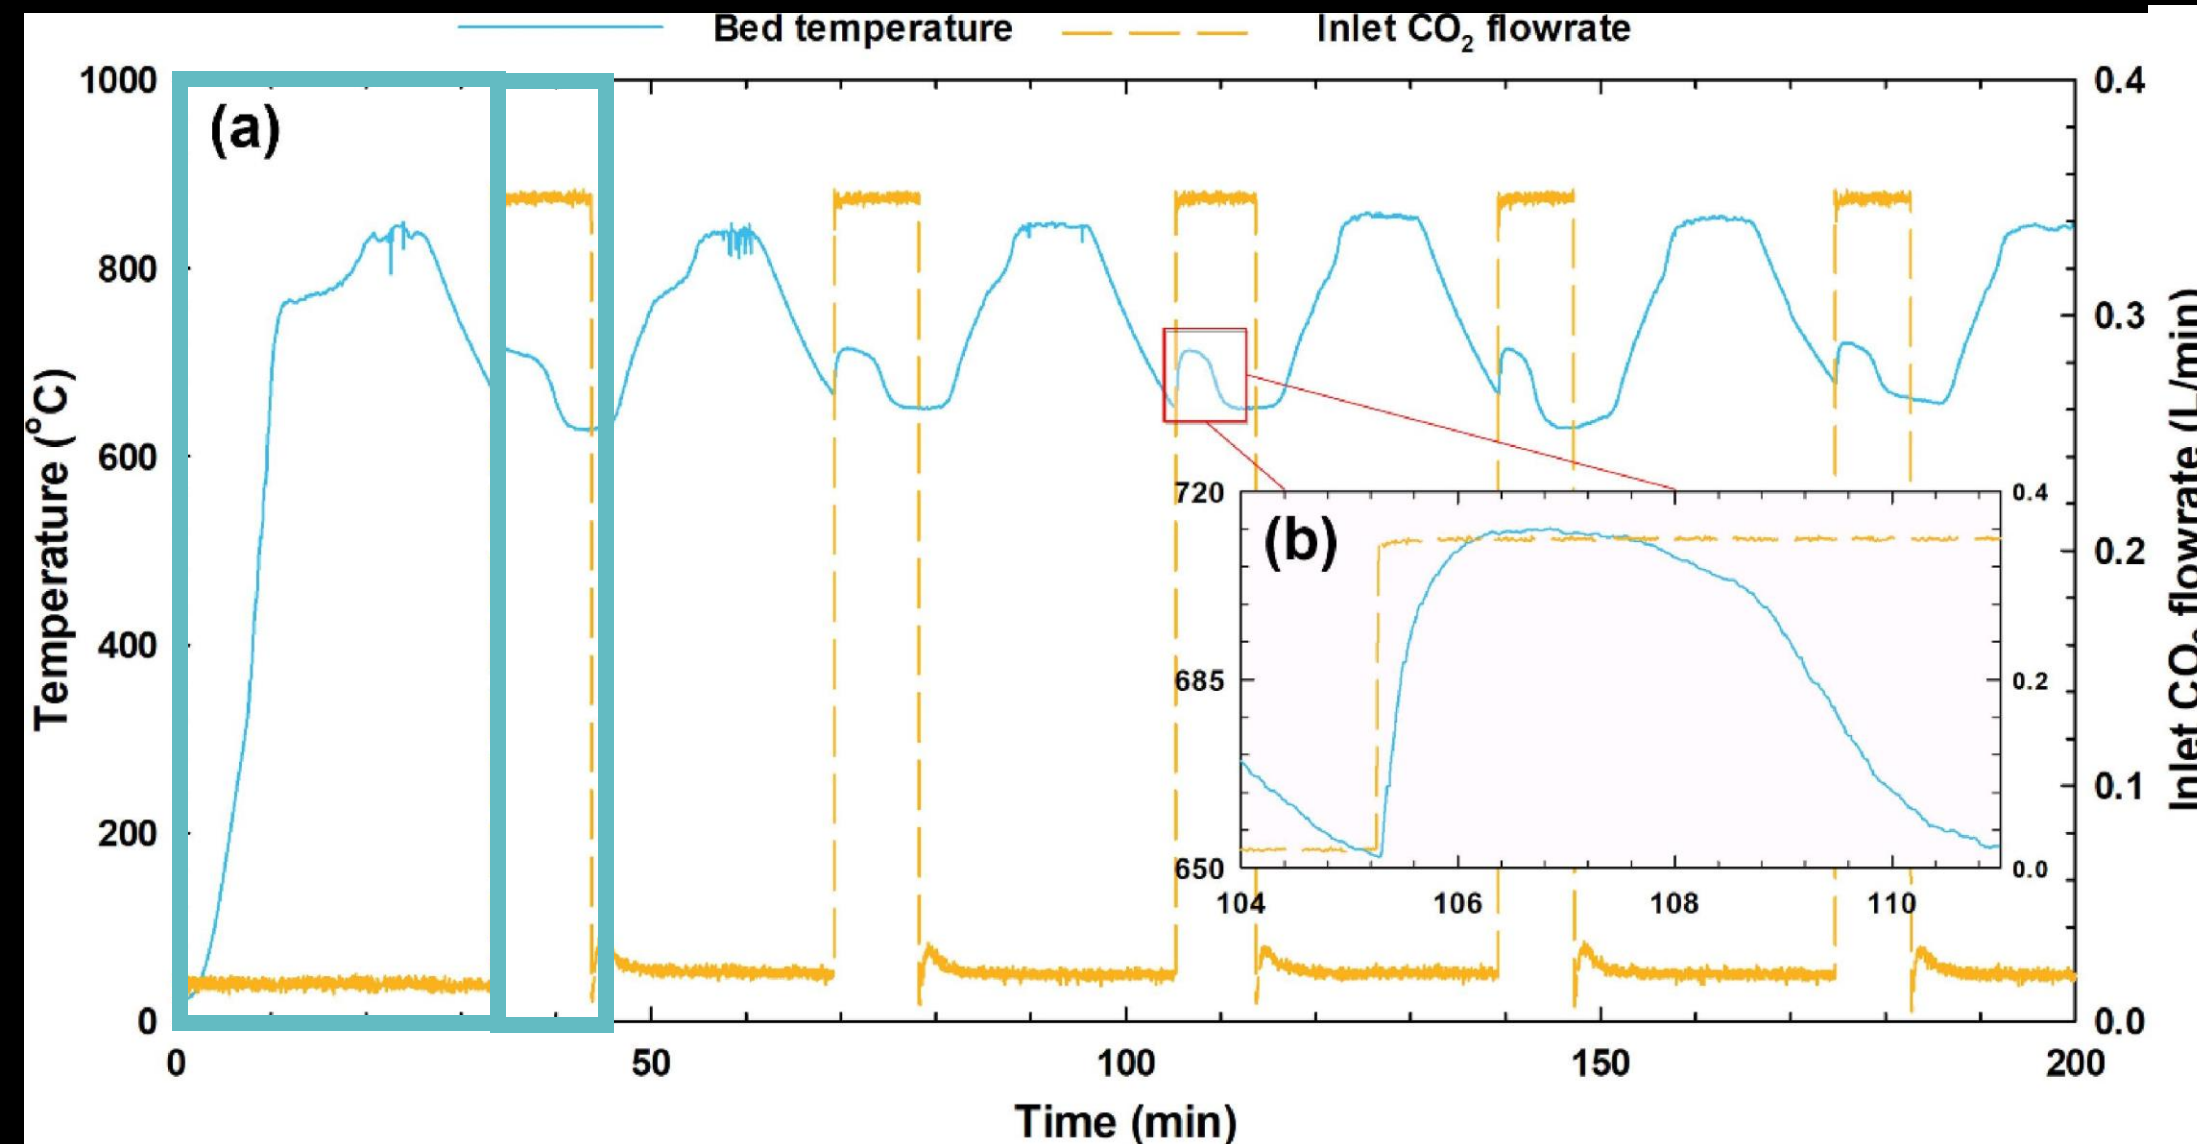 Bed temperature
Inlet CO₂ flowrate
1000
800
600
400
200
0
Temperature (°C)
(a)
0.4
0.3
0.2
0.1
0.0
Inlet CO₂ flowrate (L/min)
720
685
650
(b)
0.4
0.2
0.0
104 106 108 110
0 50 100 150 200
Time (min)